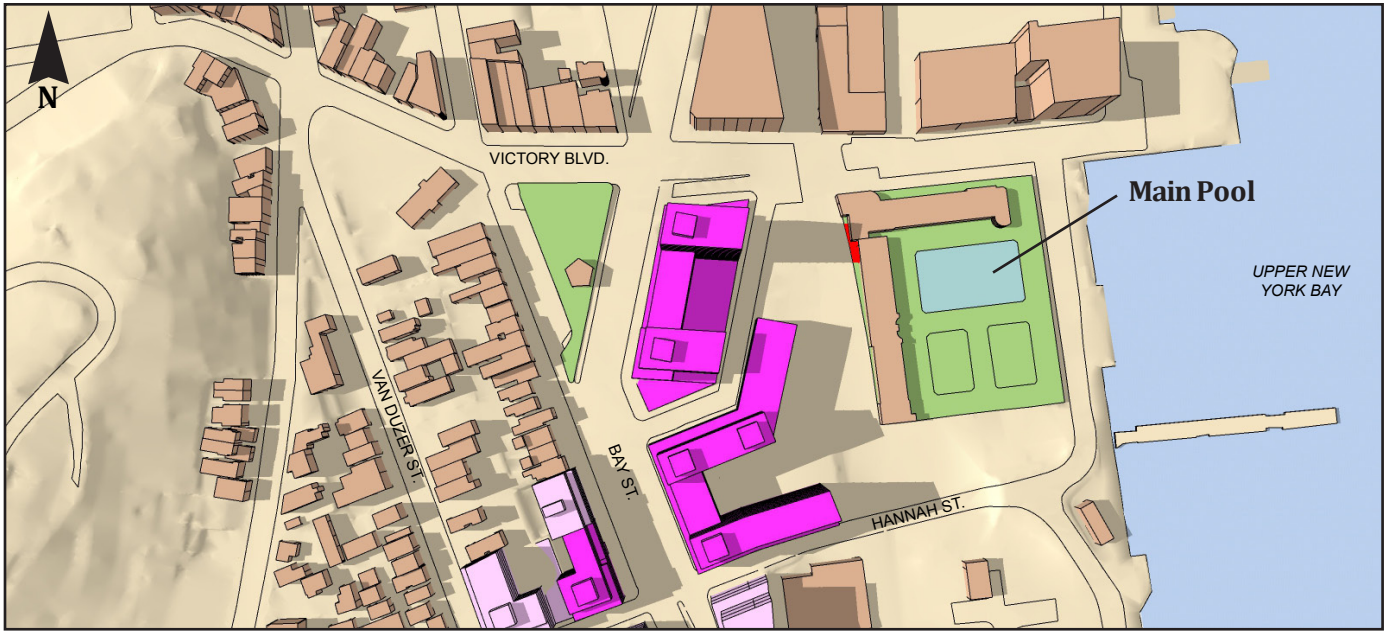 N
VICTORY BLVD.
Main Pool
UPPER NEW
YORK BAY
VAN DUZER ST.
BAY ST.
HANNAH ST.